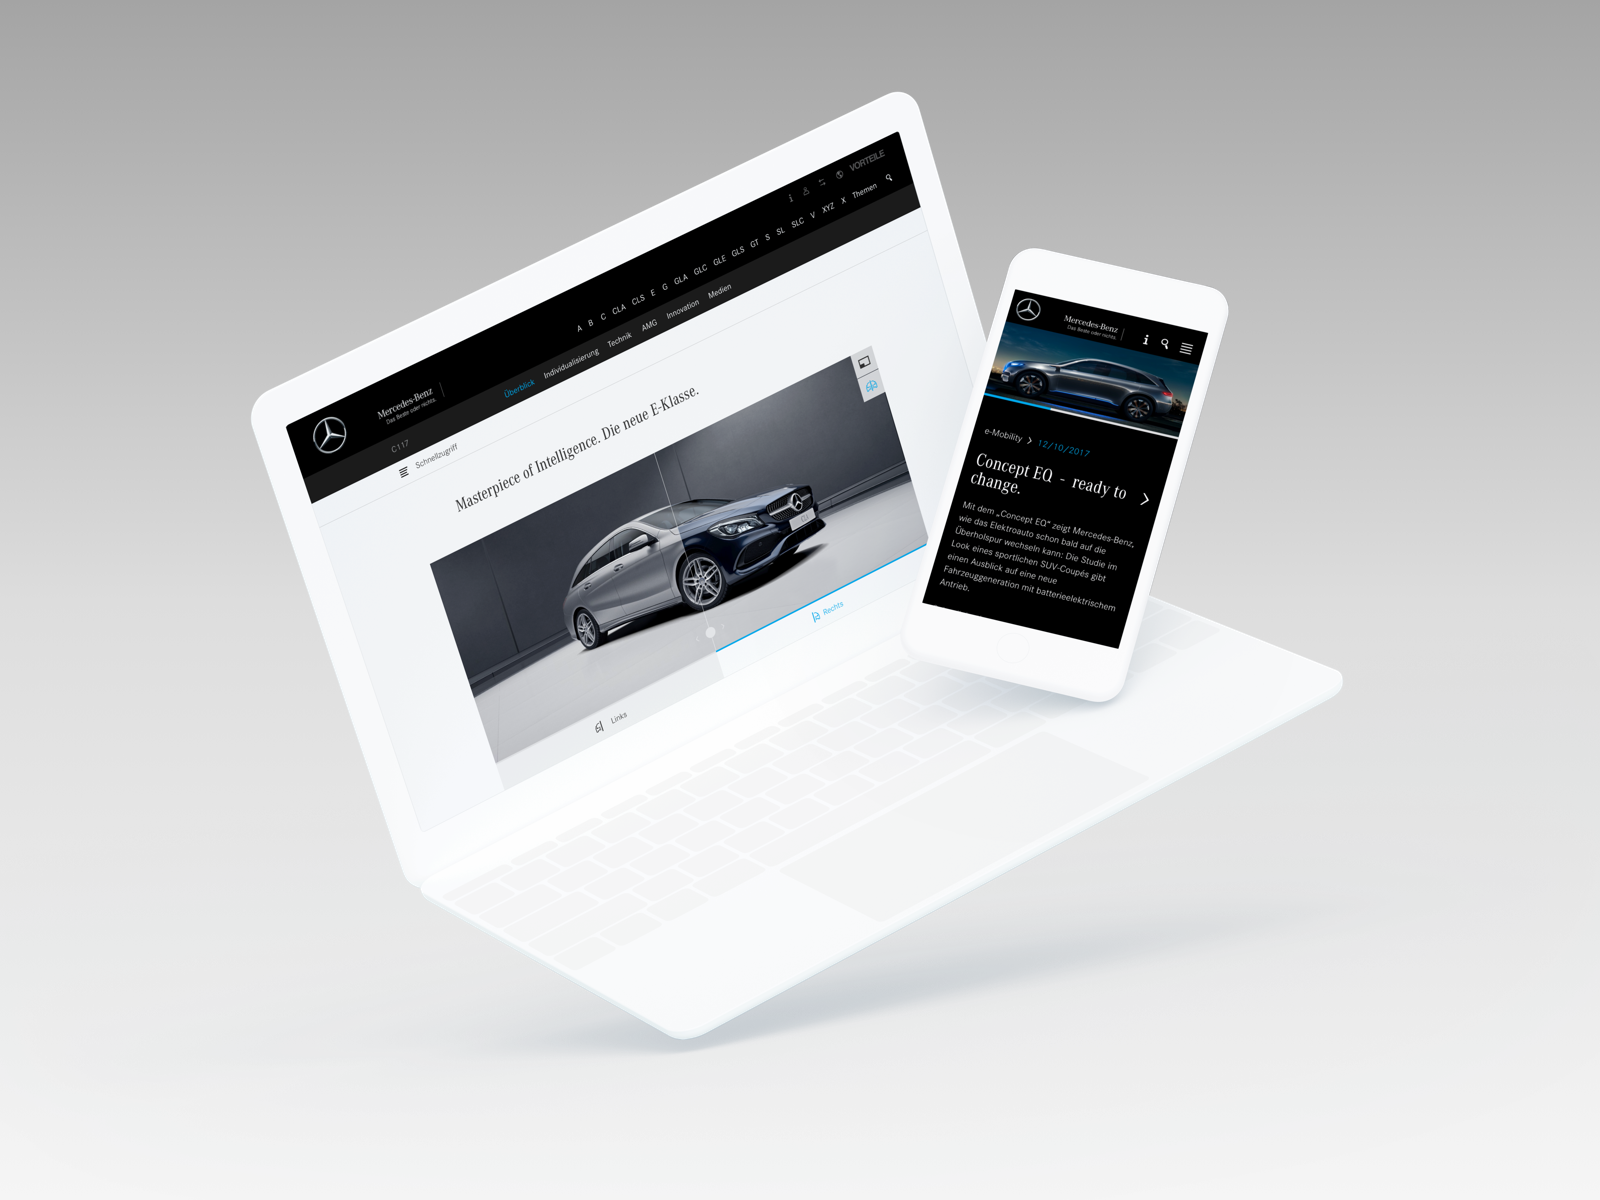 VORTEILE
A B C CLA CLS E G GLA GLC GLE GLS GT S SL SLC V XYZ X Themen
Mercedes-Benz
Das Beste oder nichts.
C117
Überblick Individualisierung Technik AMG Innovation Medien
Schnellzugriff
Masterpiece of Intelligence. Die neue E-Klasse.
Links
Rechts
Mercedes-Benz
Das Beste oder nichts.
e-Mobility > 12/10/2017
Concept EQ - ready to
change.
Mit dem „Concept EQ“ zeigt Mercedes-Benz,
wie das Elektroauto schon bald auf die
Überholspur wechseln kann: Die Studie im
Look eines sportlichen SUV-Coupés gibt
einen Ausblick auf eine neue
Fahrzeuggeneration mit batterieelektrischem
Antrieb.